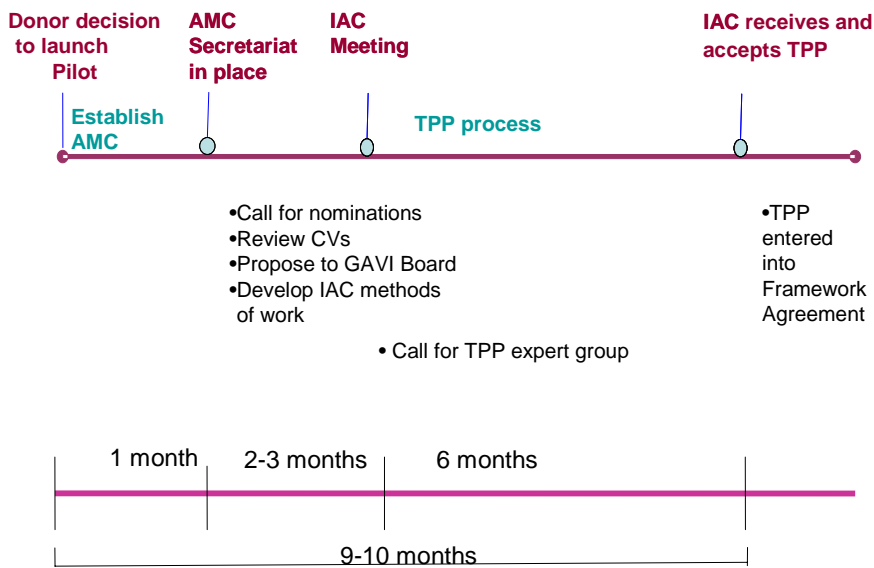 Donor decision
to launch
Pilot
AMC
Secretariat
in place
IAC
Meeting
IAC receives and
accepts TPP
Establish
AMC
TPP process
•Call for nominations
•Review CVs
•Propose to GAVI Board
•Develop IAC methods
of work
•TPP
entered
into
Framework
Agreement
• Call for TPP expert group
1 month
2-3 months
6 months
9-10 months